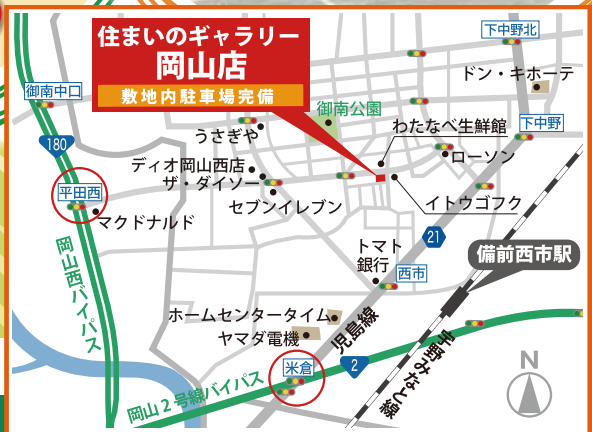 住まいのギャラリー
岡山店
敷地内駐車場完備
下中野北
ドン・キホーテ
御南中口
御南公園
わたなべ生鮮館
下中野
うさぎや
180
ローソン
ディオ岡山西店
ザ・ダイソー
平田西
セブンイレブン
イトウゴフク
マクドナルド
21
岡山西バイパス
トマト
銀行
西市
備前西市駅
ホームセンタータイム
児島線
ヤマダ電機
宇野みなと線
米倉
2
岡山2号線バイパス
N